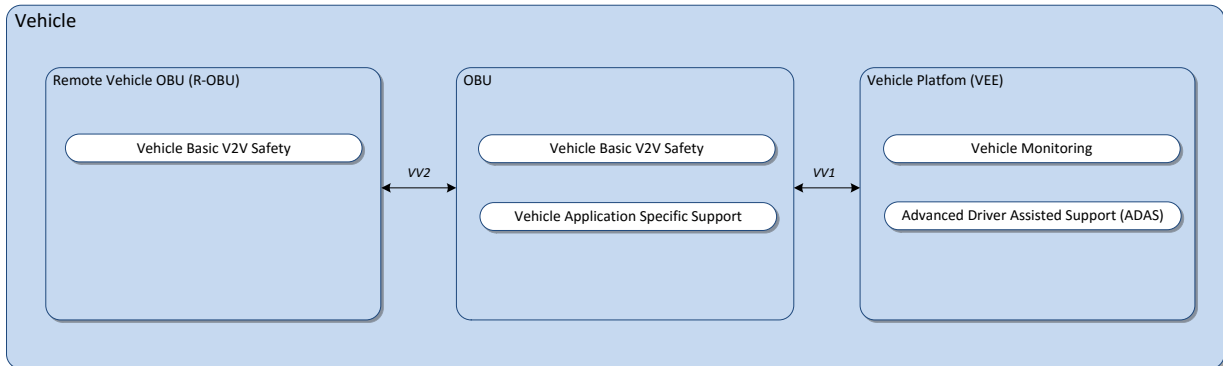 Vehicle
Remote Vehicle OBU (R-OBU)
Vehicle Basic V2V Safety
VV2
OBU
Vehicle Basic V2V Safety
Vehicle Application Specific Support
VV1
Vehicle Platfom (VEE)
Vehicle Monitoring
Advanced Driver Assisted Support (ADAS)